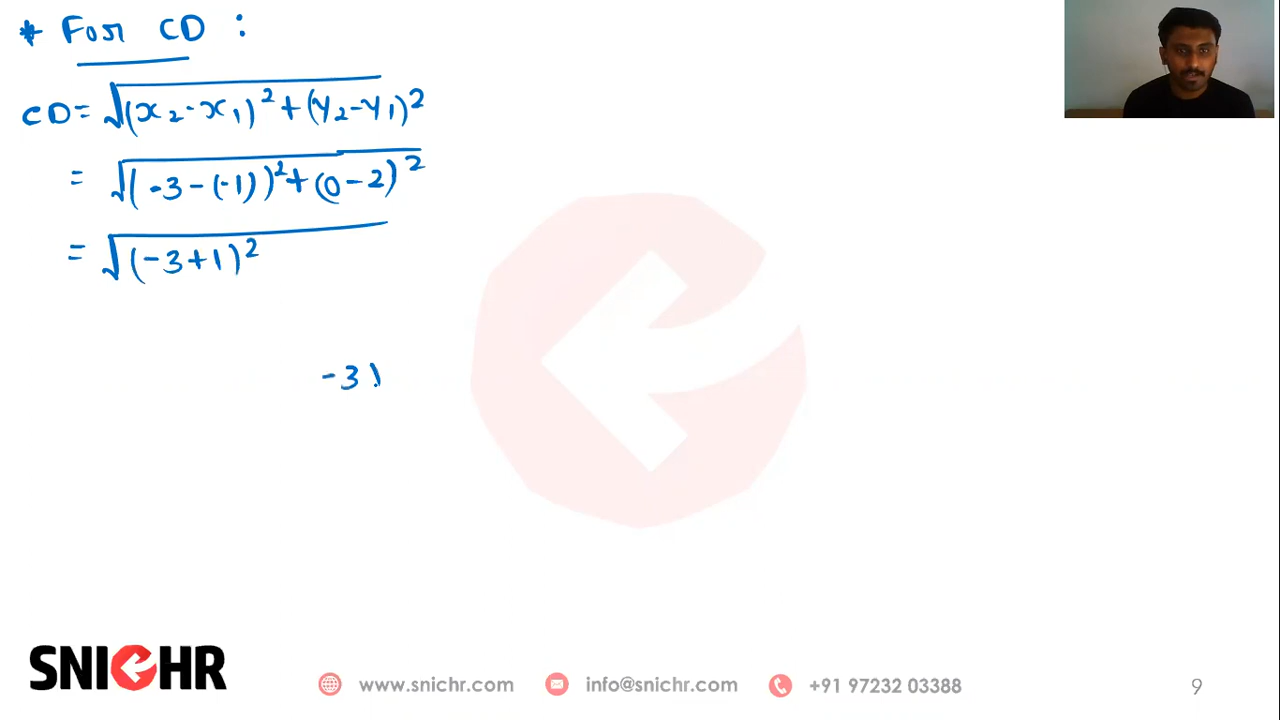 * For CD :
CD = √(x₂-x₁)² + (y₂-y₁)²
= √(-3-(-1))² + (0-2)²
= √(-3+1)²
-3
SNICHR
www.snichr.com
info@snichr.com
+91 97232 03388
9